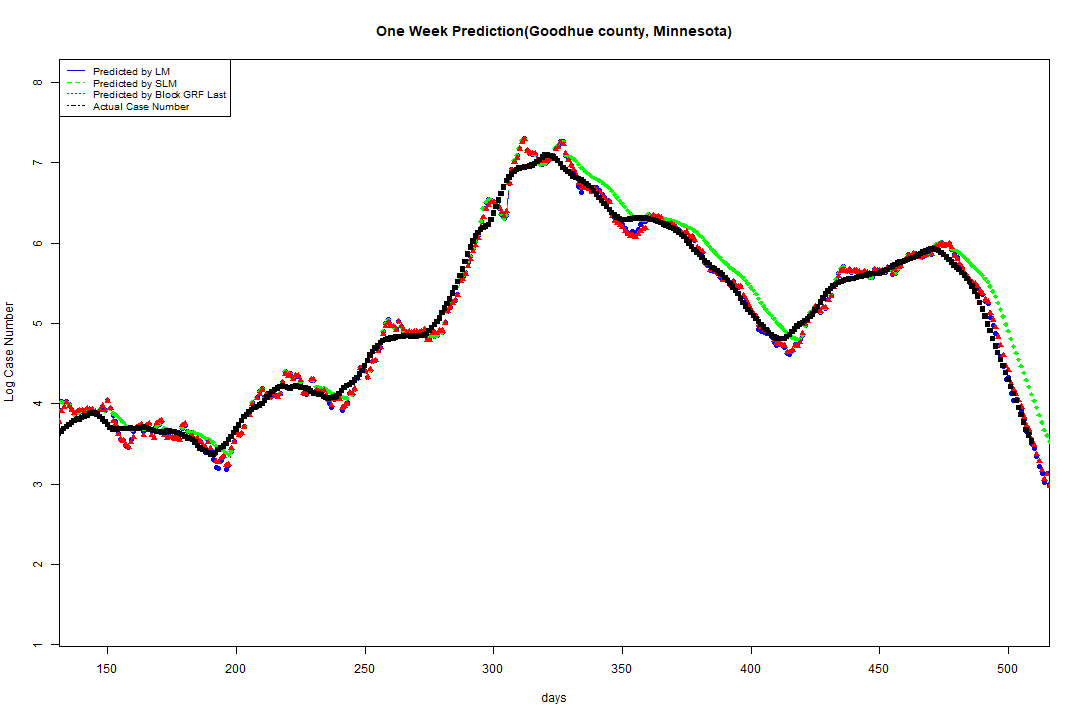 One Week Prediction(Goodhue county, Minnesota)
Predicted by LM
Predicted by SLM
Predicted by Block GRF Last
Actual Case Number
8
7
6
5
4
3
2
1
Log Case Number
150 200 250 300 350 400 450 500
days